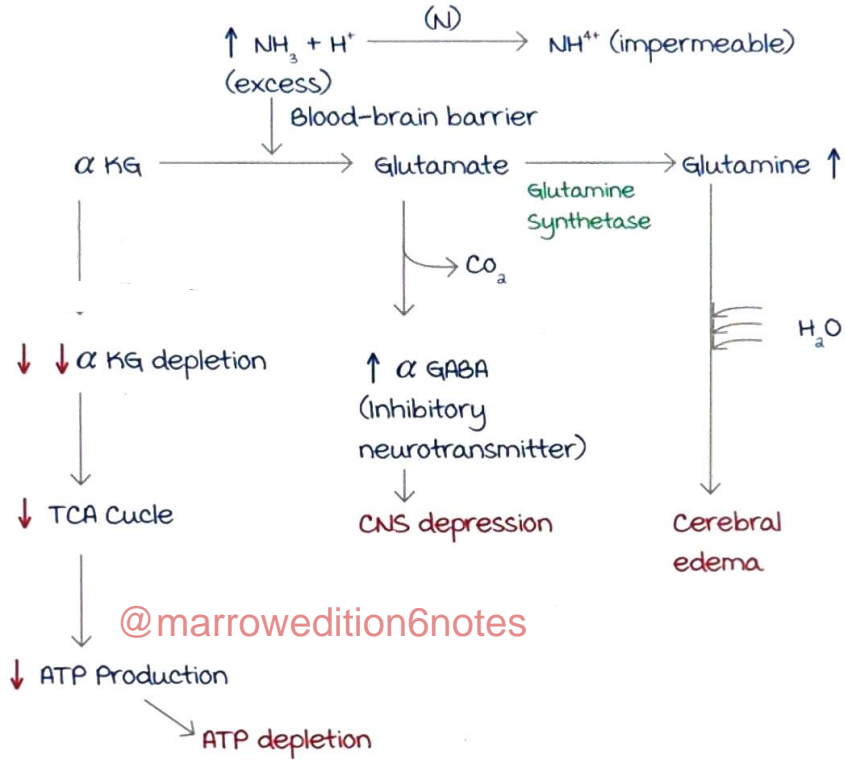 (N)
↑ NH₃ + H⁺ → NH⁴⁺ (impermeable)
(excess)
Blood-brain barrier
α KG → Glutamate → Glutamine ↑
Glutamine
Synthetase
CO₂
H₂O
↓ ↓ α KG depletion
↑ α GABA
(Inhibitory
neurotransmitter)
↓ TCA Cucle
CNS depression
Cerebral
edema
@marrowedition6notes
↓ ATP Production
ATP depletion